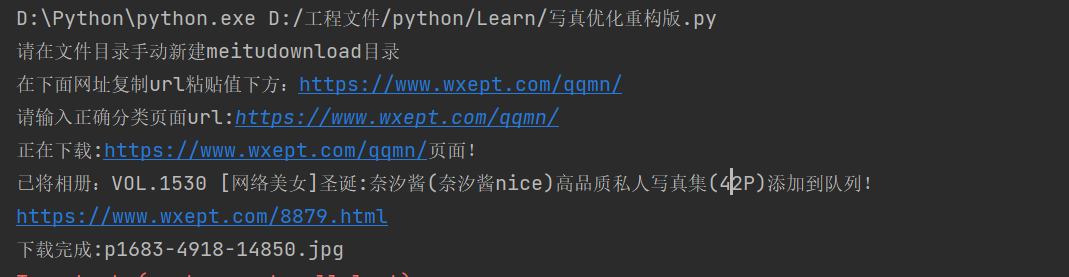 D:\Python\python.exe D:/工程文件/python/Learn/写真优化重构版.py
请在文件目录手动新建meitudownload目录
在下面网址复制url粘贴值下方：https://www.wxept.com/qqmn/
请输入正确分类页面url:https://www.wxept.com/qqmn/
正在下载:https://www.wxept.com/qqmn/页面！
已将相册：VOL.1530 [网络美女]圣诞:奈汐酱(奈汐酱nice)高品质私人写真集(42P)添加到队列！
https://www.wxept.com/8879.html
下载完成:p1683-4918-14850.jpg